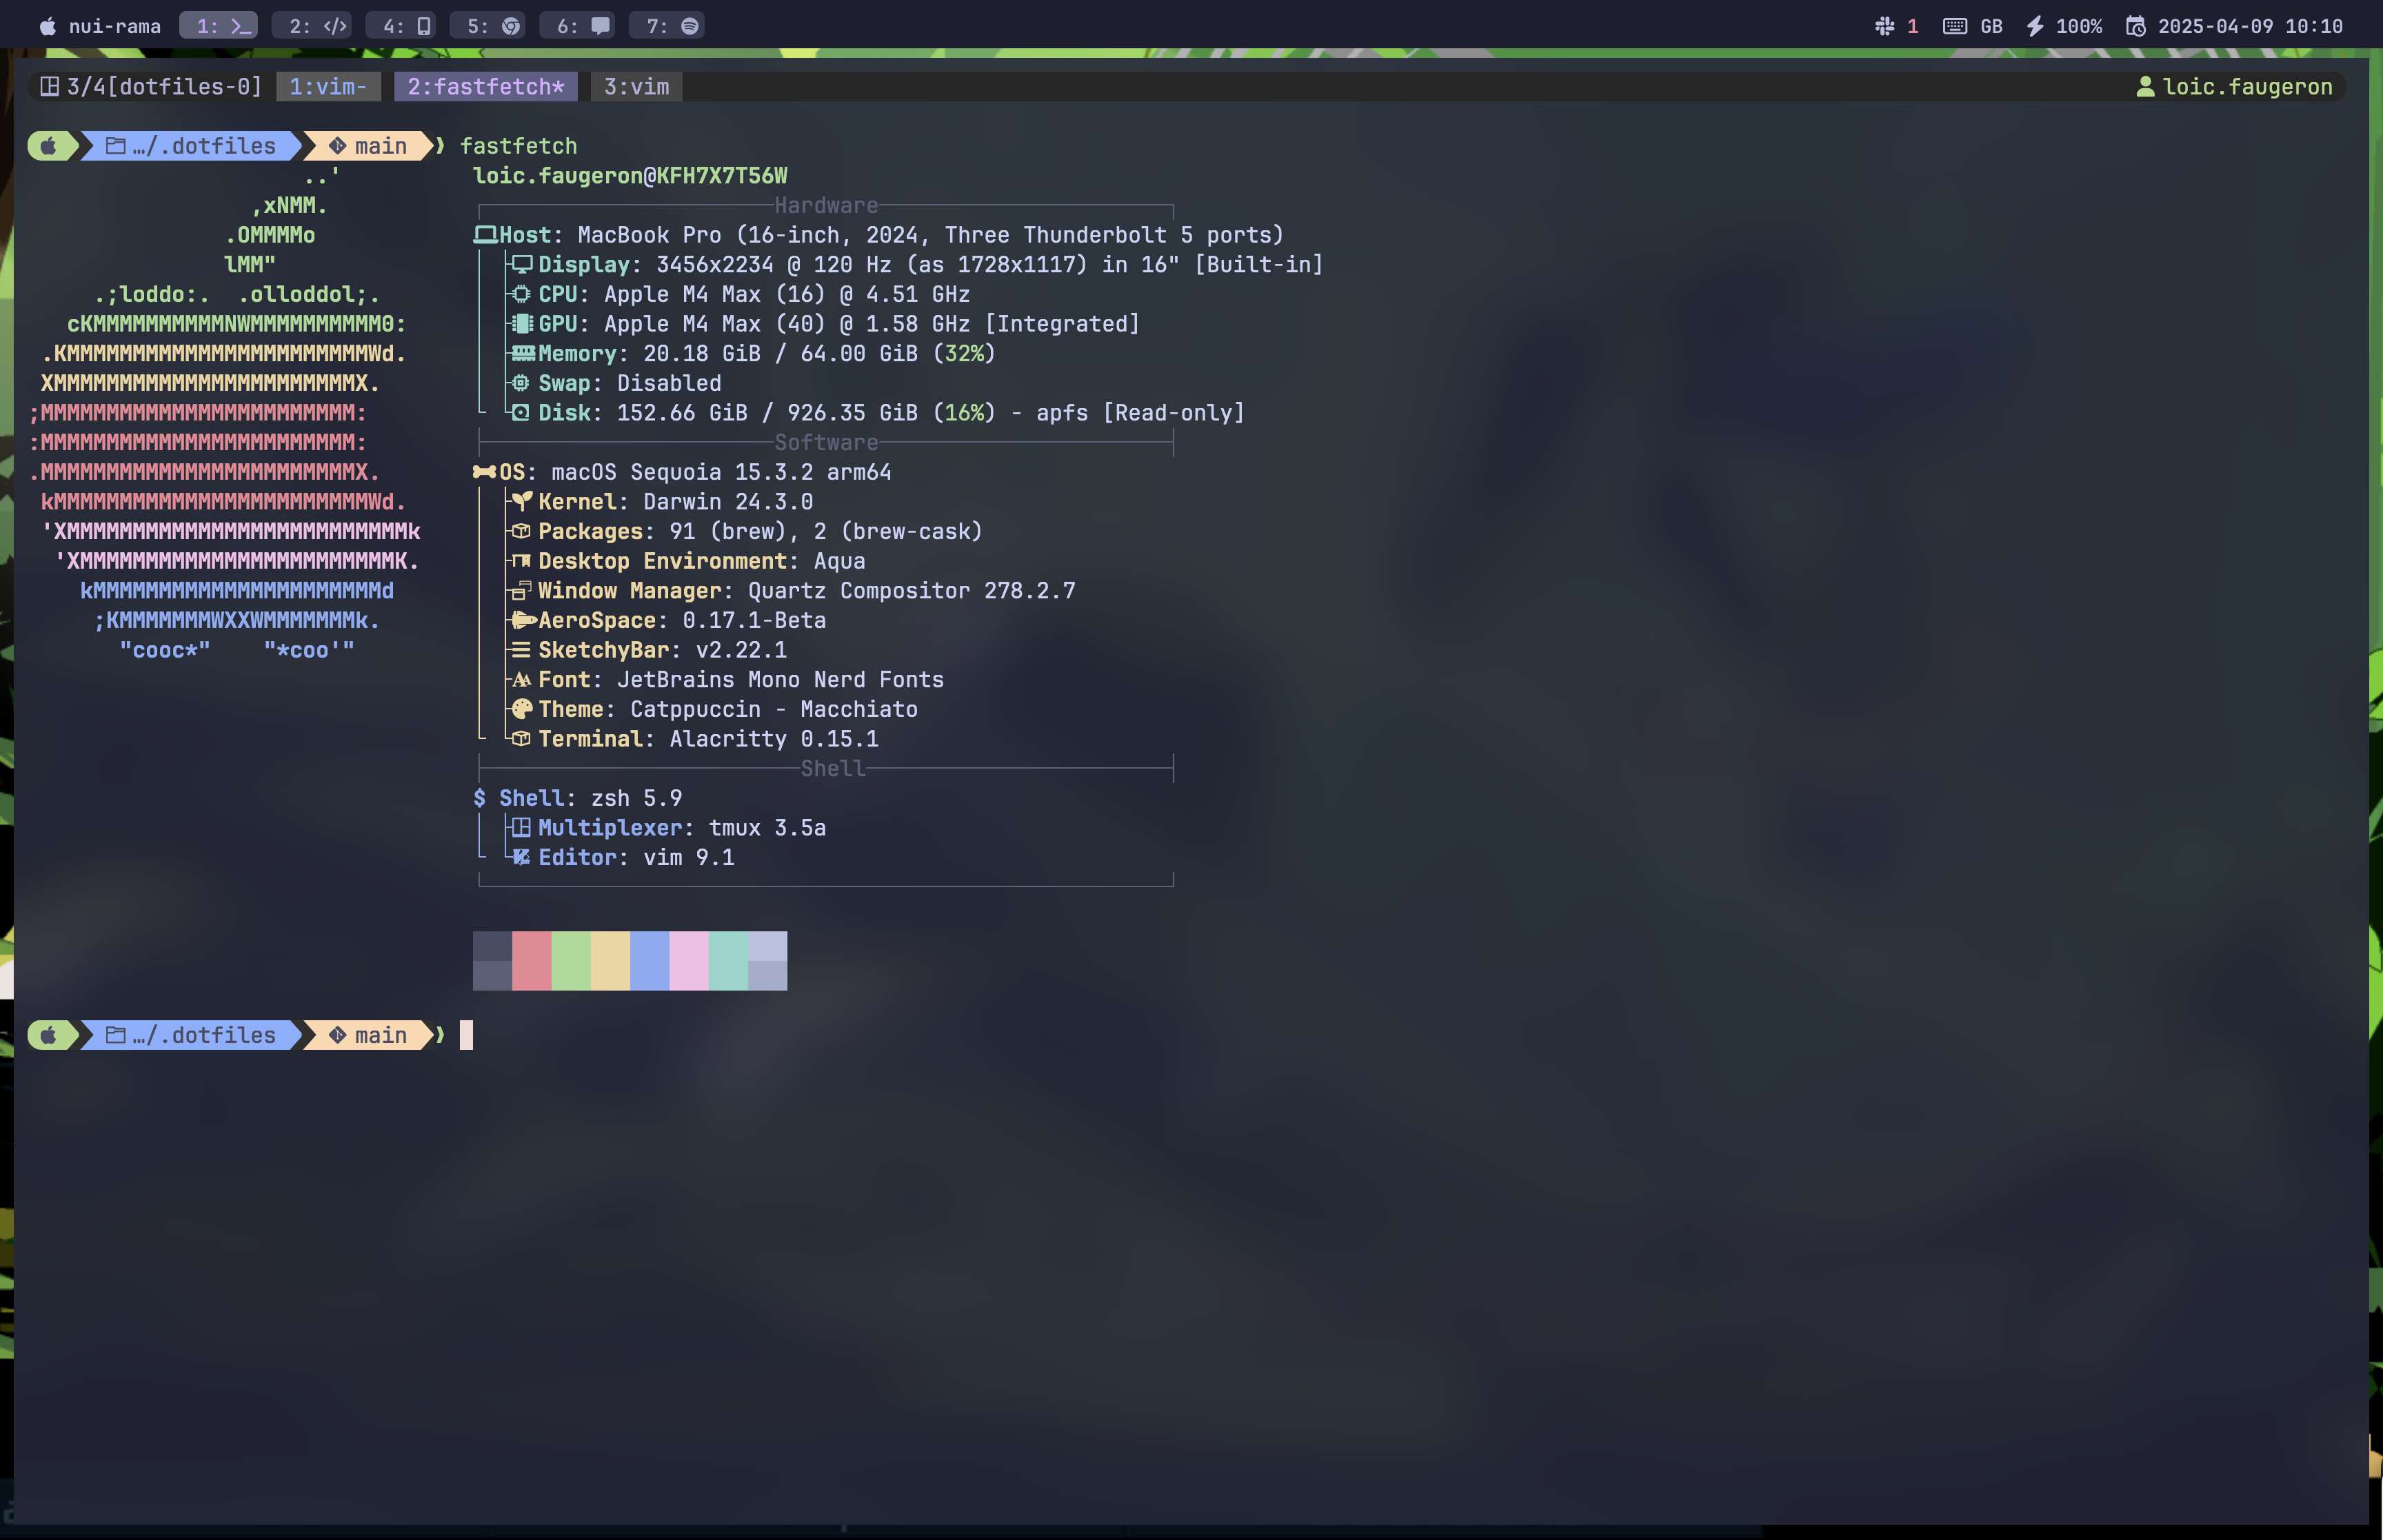 nui-rama 1: 2: 4: 5: 6: 7: 1 GB 100% 2025-04-09 10:10
3/4[dotfiles-0] 1:vim- 2:fastfetch* 3:vim loic.faugeron
…/.dotfiles main fastfetch
..' loic.faugeron@KFH7X7T56W
,xNMM. Hardware
.OMMMMo Host: MacBook Pro (16-inch, 2024, Three Thunderbolt 5 ports)
lMM" Display: 3456x2234 @ 120 Hz (as 1728x1117) in 16" [Built-in]
.;loddo:. .olloddol;. CPU: Apple M4 Max (16) @ 4.51 GHz
cKMMMMMMMMMMNWMMMMMMMMMM0: GPU: Apple M4 Max (40) @ 1.58 GHz [Integrated]
.KMMMMMMMMMMMMMMMMMMMMMMMWd. Memory: 20.18 GiB / 64.00 GiB (32%)
XMMMMMMMMMMMMMMMMMMMMMMMX. Swap: Disabled
;MMMMMMMMMMMMMMMMMMMMMMMM: Disk: 152.66 GiB / 926.35 GiB (16%) - apfs [Read-only]
:MMMMMMMMMMMMMMMMMMMMMMMM: Software
.MMMMMMMMMMMMMMMMMMMMMMMMX. OS: macOS Sequoia 15.3.2 arm64
kMMMMMMMMMMMMMMMMMMMMMMMMWd. Kernel: Darwin 24.3.0
'XMMMMMMMMMMMMMMMMMMMMMMMMMMk Packages: 91 (brew), 2 (brew-cask)
'XMMMMMMMMMMMMMMMMMMMMMMMMK. Desktop Environment: Aqua
kMMMMMMMMMMMMMMMMMMMMMMd Window Manager: Quartz Compositor 278.2.7
;KMMMMMMMWXXWMMMMMMMk. AeroSpace: 0.17.1-Beta
"cooc*" "*coo'" SketchyBar: v2.22.1
Font: JetBrains Mono Nerd Fonts
Theme: Catppuccin - Macchiato
Terminal: Alacritty 0.15.1
Shell
$ Shell: zsh 5.9
Multiplexer: tmux 3.5a
Editor: vim 9.1
…/.dotfiles main